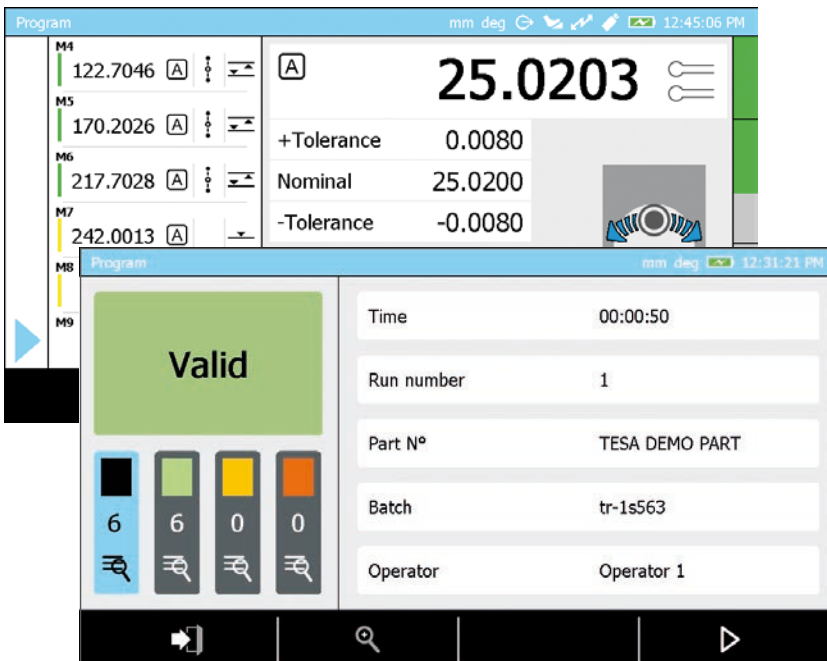 Program mm deg 12:45:06 PM
M4
122.7046 A
M5
170.2026 A
M6
217.7028 A
M7
242.0013 A
M8
M9
A 25.0203
+Tolerance 0.0080
Nominal 25.0200
-Tolerance -0.0080
Program mm deg 12:31:21 PM
Valid
6 6 0 0
Time 00:00:50
Run number 1
Part Nº TESA DEMO PART
Batch tr-1s563
Operator Operator 1